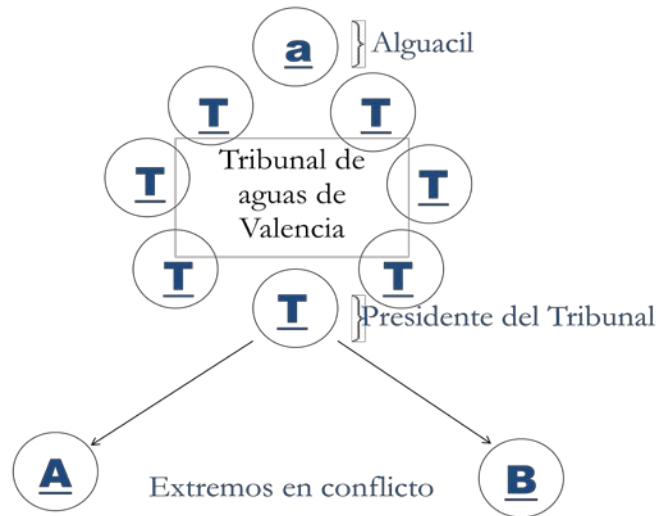 a
Alguacil
T
T
Tribunal de
aguas de
Valencia
T
T
T
T
T
Presidente del Tribunal
A
B
Extremos en conflicto